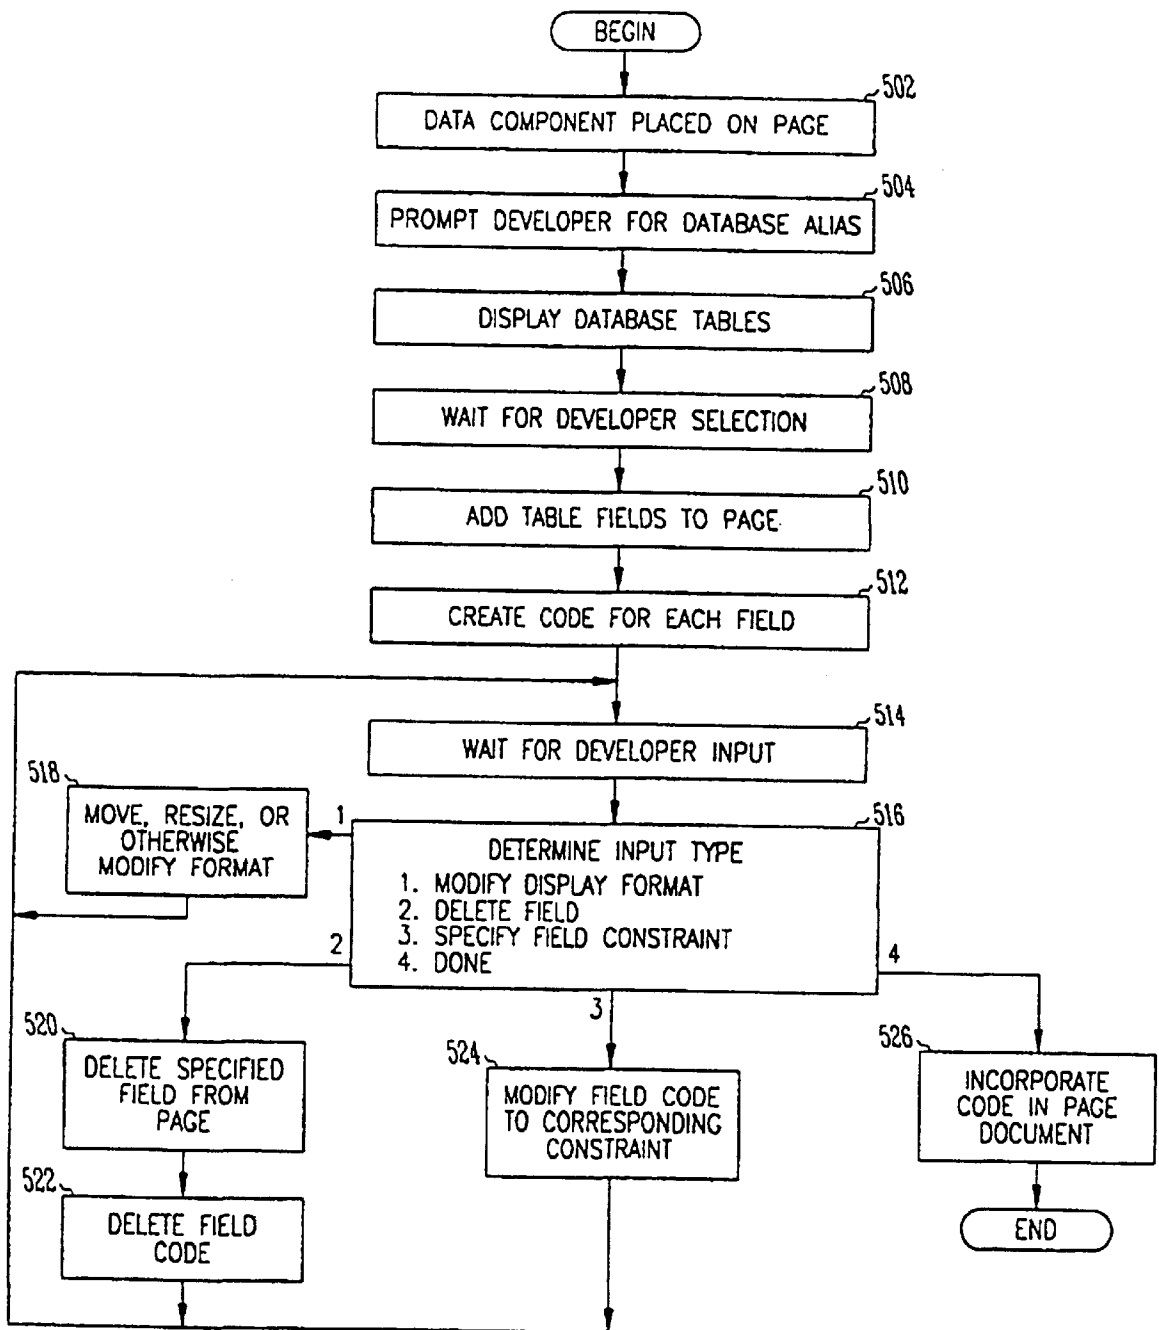 BEGIN
502
DATA COMPONENT PLACED ON PAGE
504
PROMPT DEVELOPER FOR DATABASE ALIAS
506
DISPLAY DATABASE TABLES
508
WAIT FOR DEVELOPER SELECTION
510
ADD TABLE FIELDS TO PAGE
512
CREATE CODE FOR EACH FIELD
514
WAIT FOR DEVELOPER INPUT
518
MOVE, RESIZE, OR
OTHERWISE
MODIFY FORMAT
1
516
DETERMINE INPUT TYPE
1. MODIFY DISPLAY FORMAT
2. DELETE FIELD
3. SPECIFY FIELD CONSTRAINT
4. DONE
2
4
3
520
DELETE SPECIFIED
FIELD FROM
PAGE
522
DELETE FIELD
CODE
524
MODIFY FIELD CODE
TO CORRESPONDING
CONSTRAINT
526
INCORPORATE
CODE IN PAGE
DOCUMENT
END